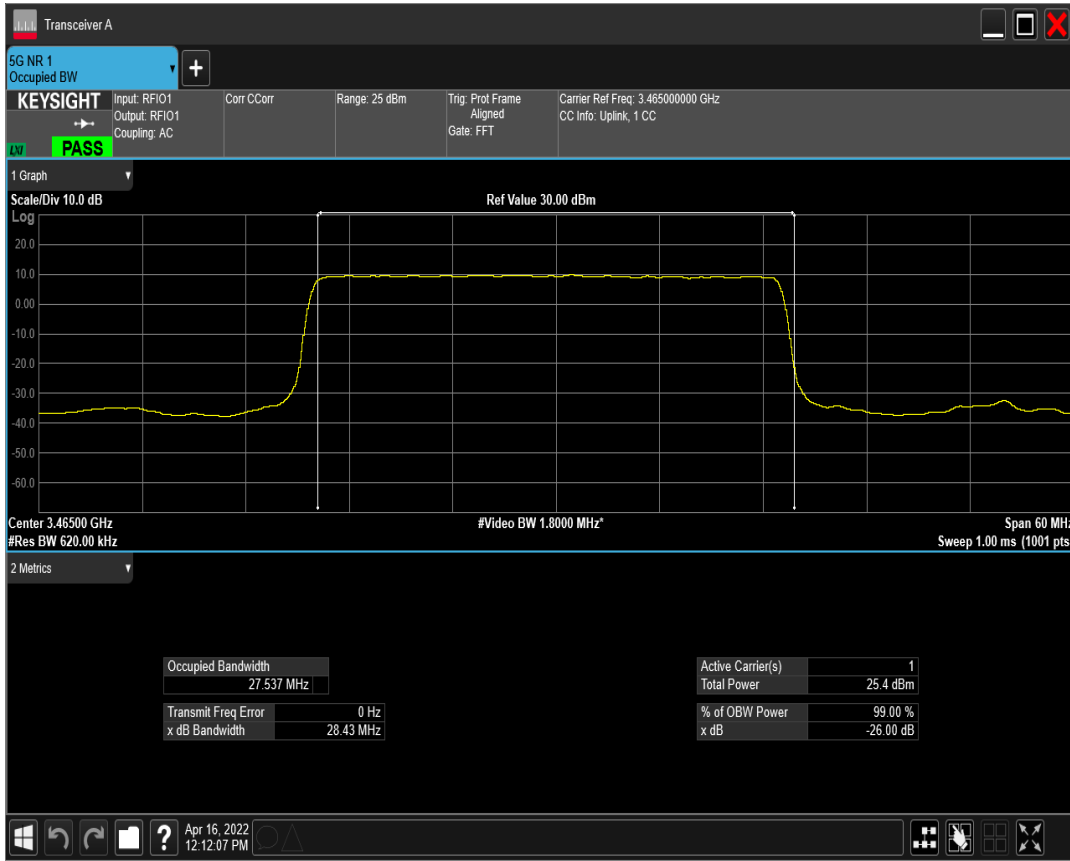 Transceiver A
5G NR 1
Occupied BW
KEYSIGHT
LXI
PASS
Input: RFIO1
Output: RFIO1
Coupling: AC
Corr CCorr
Range: 25 dBm
Trig: Prot Frame
Aligned
Gate: FFT
Carrier Ref Freq: 3.465000000 GHz
CC Info: Uplink, 1 CC
1 Graph
Scale/Div 10.0 dB
Ref Value 30.00 dBm
Log
20.0
10.0
0.00
-10.0
-20.0
-30.0
-40.0
-50.0
-60.0
Center 3.46500 GHz
#Video BW 1.8000 MHz*
Span 60 MHz
#Res BW 620.00 kHz
Sweep 1.00 ms (1001 pts
2 Metrics
Occupied Bandwidth
27.537 MHz
Transmit Freq Error 0 Hz
x dB Bandwidth 28.43 MHz
Active Carrier(s) 1
Total Power 25.4 dBm
% of OBW Power 99.00 %
x dB -26.00 dB
?
Apr 16, 2022
12:12:07 PM